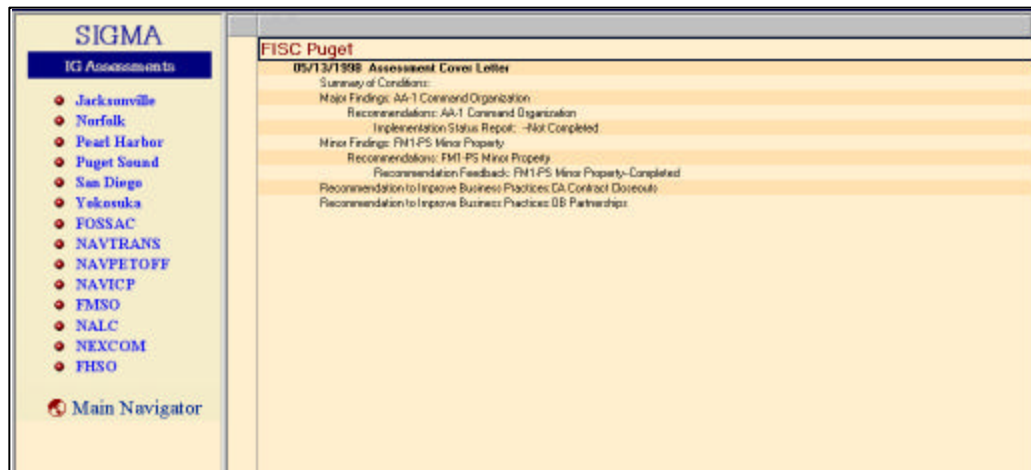 SIGMA
IG Assessments
Jacksonville
Norfolk
Pearl Harbor
Puget Sound
San Diego
Yokosuka
FOSSAC
NAVTRANS
NAVPETOFF
NAVICP
FMSO
NALC
NEXCOM
FHSO
Main Navigator
FISC Puget
05/13/1998 Assessment Cover Letter
Summary of Conditions:
Major Findings: AA-1 Command Organization
Recommendations: AA-1 Command Organization
Implementation Status Report: --Not Completed
Minor Findings: FM1-PS Minor Property
Recommendations: FM1-PS Minor Property
Recommendation Feedback: FM1-PS Minor Property--Completed
Recommendation to Improve Business Practices: CA Contract Closeouts
Recommendation to Improve Business Practices: OB Partnerships